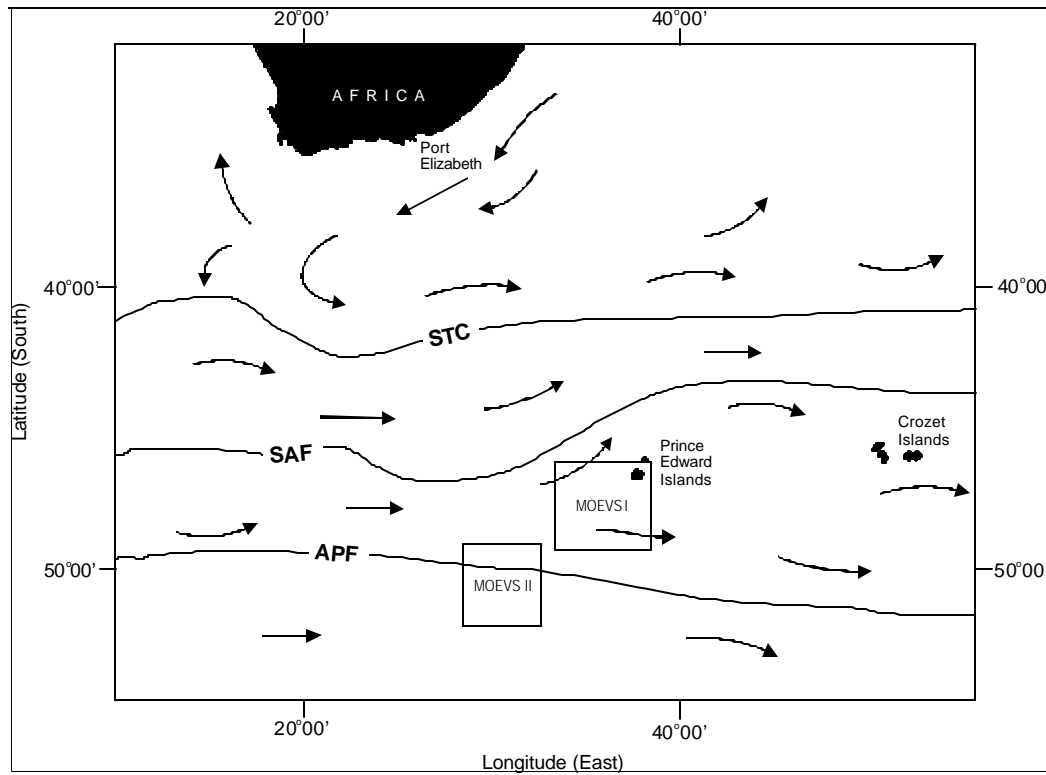 20°00’ 40°00’
AFRICA
Port
Elizabeth
40°00’ 40°00’
STC
Latitude (South)
SAF
Prince
Edward
Islands
Crozet
Islands
MOEVS I
APF
50°00’ 50°00’
MOEVS II
20°00’ 40°00’
Longitude (East)